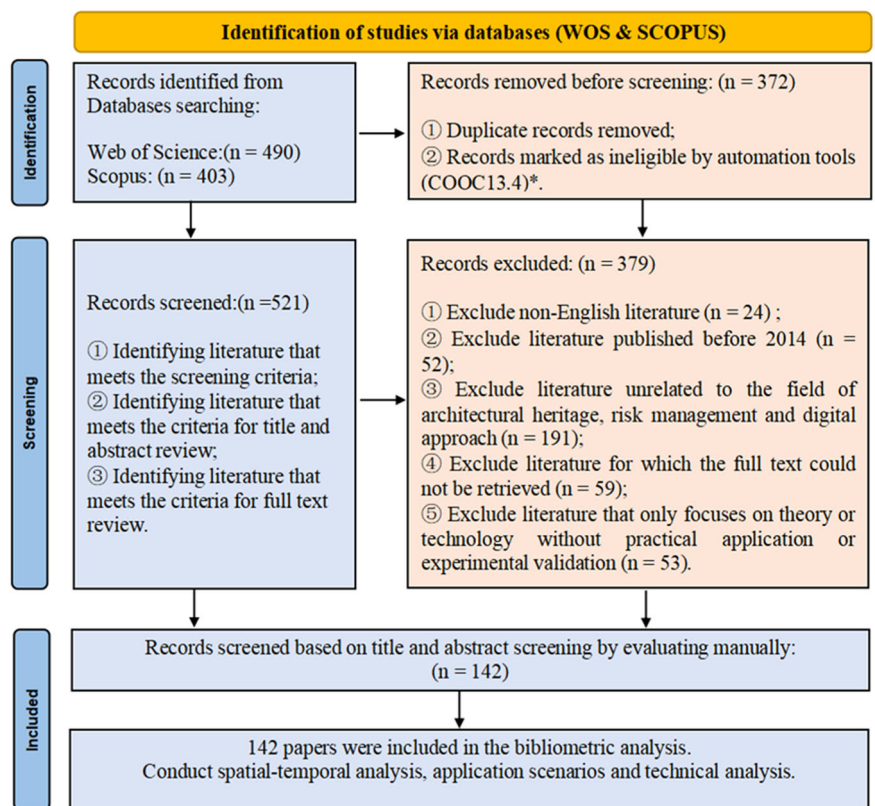 Identification of studies via databases (WOS & SCOPUS)
Identification
Records identified from
Databases searching:
Web of Science:(n = 490)
Scopus: (n = 403)
Records removed before screening: (n = 372)
① Duplicate records removed;
② Records marked as ineligible by automation tools
(COOC13.4)*.
Screening
Records screened:(n =521)
① Identifying literature that
meets the screening criteria;
② Identifying literature that
meets the criteria for title and
abstract review;
③ Identifying literature that
meets the criteria for full text
review.
Records excluded: (n = 379)
① Exclude non-English literature (n = 24) ;
② Exclude literature published before 2014 (n =
52);
③ Exclude literature unrelated to the field of
architectural heritage, risk management and digital
approach (n = 191);
④ Exclude literature for which the full text could
not be retrieved (n = 59);
⑤ Exclude literature that only focuses on theory or
technology without practical application or
experimental validation (n = 53).
Included
Records screened based on title and abstract screening by evaluating manually:
(n = 142)
142 papers were included in the bibliometric analysis.
Conduct spatial-temporal analysis, application scenarios and technical analysis.